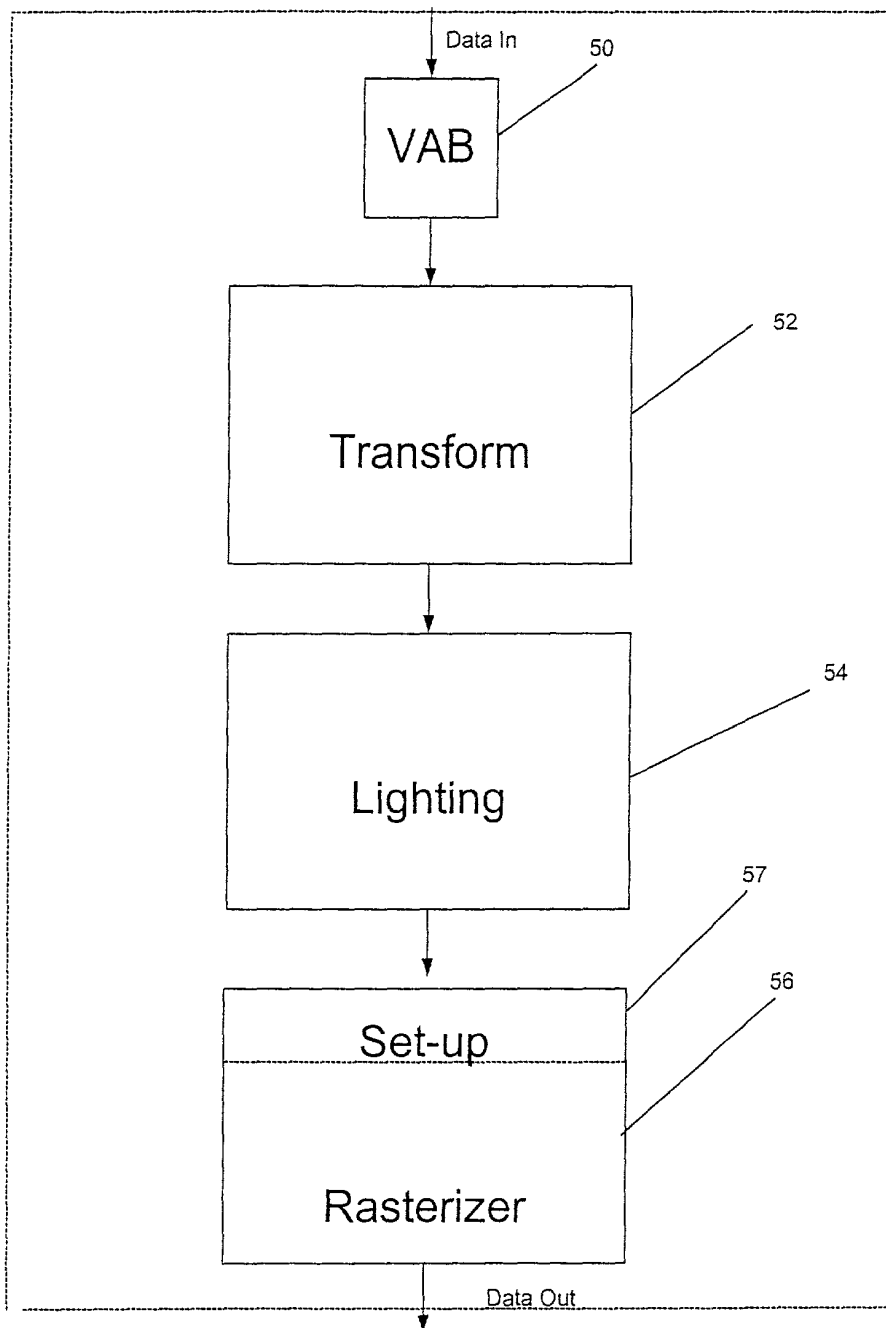 Data In
50
VAB
52
Transform
54
Lighting
57
Set-up
56
Rasterizer
Data Out